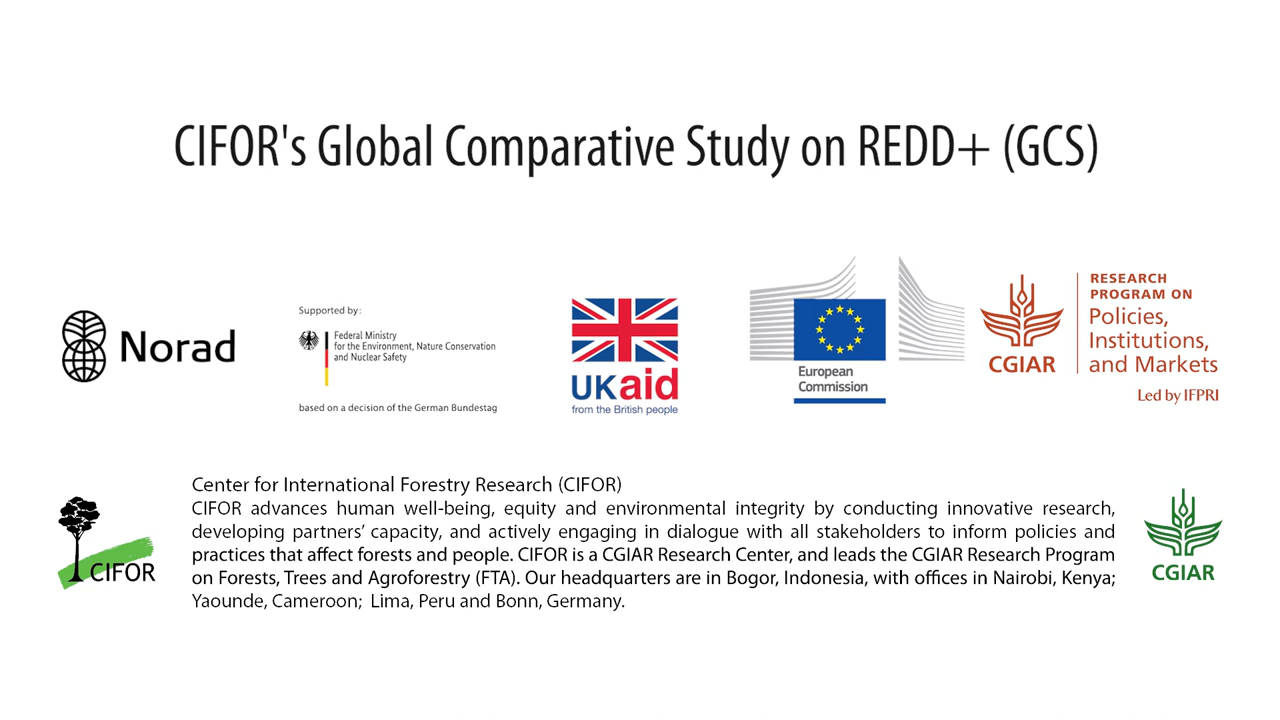 CIFOR's Global Comparative Study on REDD+ (GCS)
Norad
Supported by:
Federal Ministry
for the Environment, Nature Conservation
and Nuclear Safety
based on a decision of the German Bundestag
UKaid
from the British people
European
Commission
CGIAR
RESEARCH
PROGRAM ON
Policies,
Institutions,
and Markets
Led by IFPRI
CIFOR
Center for International Forestry Research (CIFOR)
CIFOR advances human well-being, equity and environmental integrity by conducting innovative research,
developing partners’ capacity, and actively engaging in dialogue with all stakeholders to inform policies and
practices that affect forests and people. CIFOR is a CGIAR Research Center, and leads the CGIAR Research Program
on Forests, Trees and Agroforestry (FTA). Our headquarters are in Bogor, Indonesia, with offices in Nairobi, Kenya;
Yaounde, Cameroon; Lima, Peru and Bonn, Germany.
CGIAR